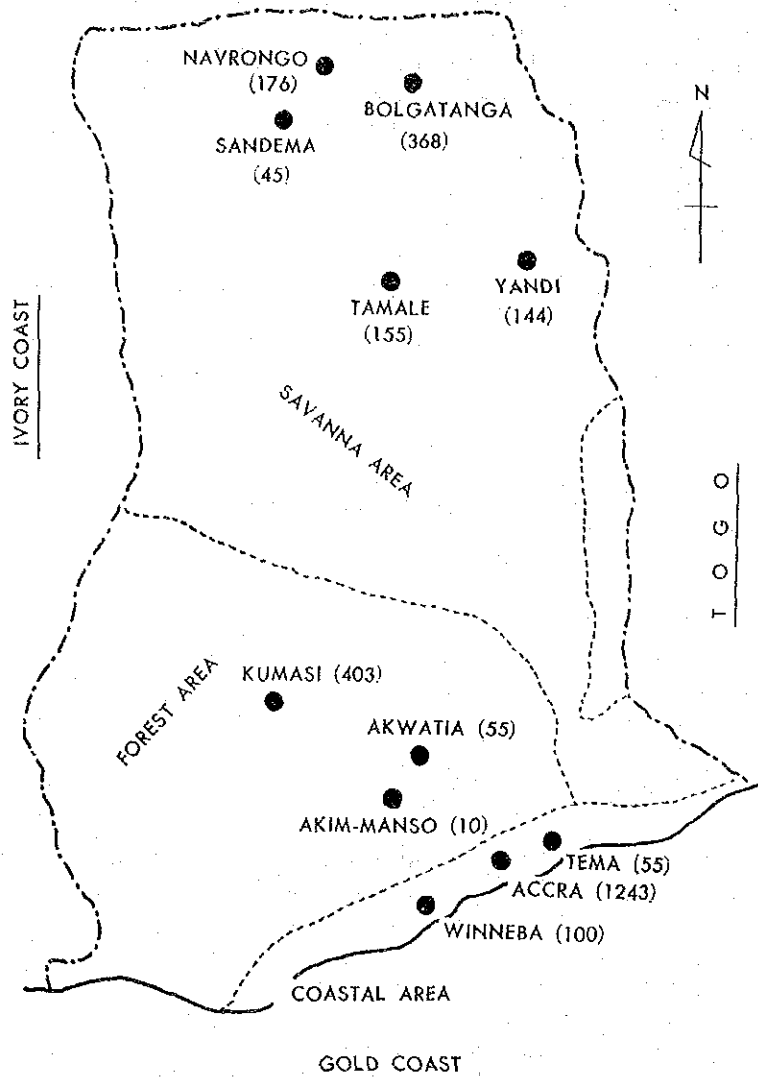 NAVRONGO
(176)
BOLGATANGA
(368)
SANDEMA
(45)
N
YANDI
(144)
TAMALE
(155)
IVORY COAST
SAVANNA AREA
TOGO
FOREST AREA
KUMASI (403)
AKWATIA (55)
AKIM-MANSO (10)
TEMA (55)
ACCRA (1243)
WINNEBA (100)
COASTAL AREA
GOLD COAST